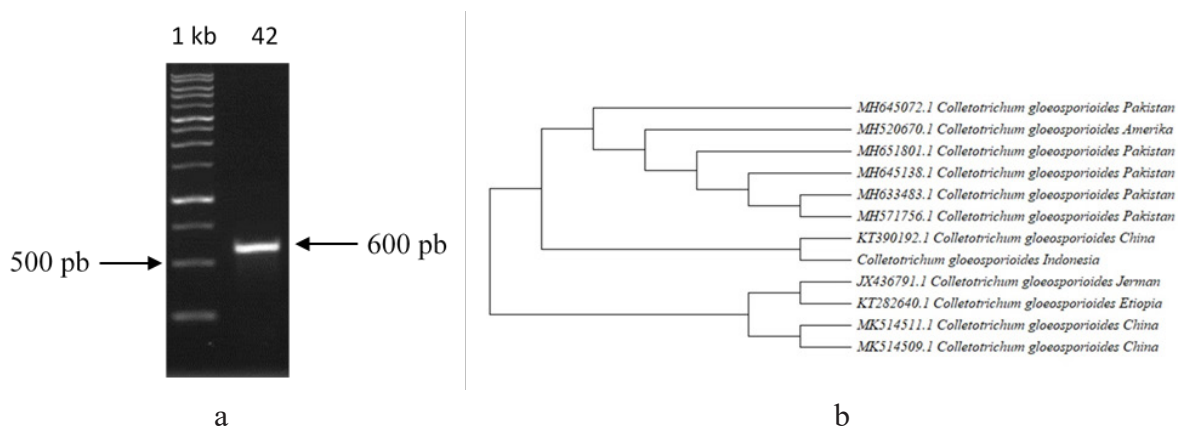 1 kb 42
500 pb
600 pb
a
MH645072.1 Colletotrichum gloeosporioides Pakistan
MH520670.1 Colletotrichum gloeosporioides Amerika
MH651801.1 Colletotrichum gloeosporioides Pakistan
MH645138.1 Colletotrichum gloeosporioides Pakistan
MH633483.1 Colletotrichum gloeosporioides Pakistan
MH571756.1 Colletotrichum gloeosporioides Pakistan
KT390192.1 Colletotrichum gloeosporioides China
Colletotrichum gloeosporioides Indonesia
JX436791.1 Colletotrichum gloeosporioides Jerman
KT282640.1 Colletotrichum gloeosporioides Etiopia
MK514511.1 Colletotrichum gloeosporioides China
MK514509.1 Colletotrichum gloeosporioides China
b